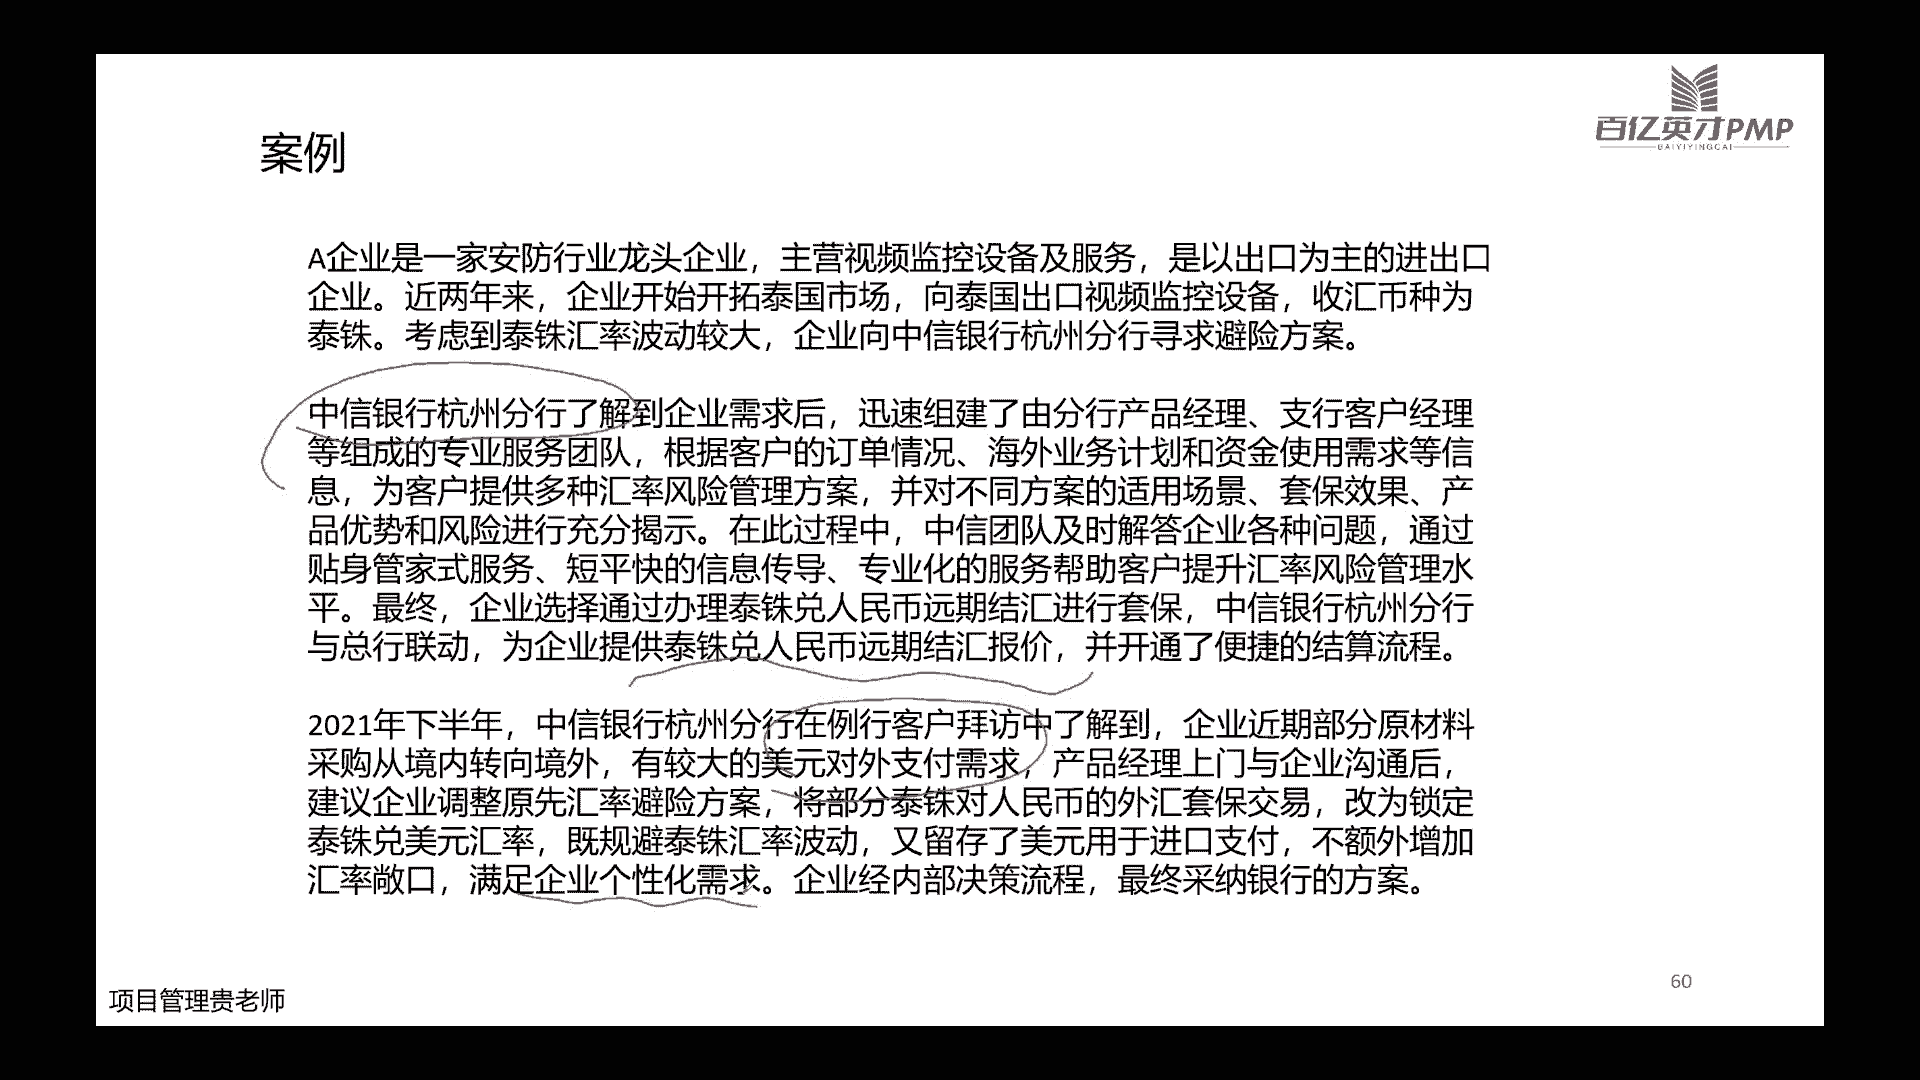 百亿英才PMP
BAIYIYINGCAI
案例
A企业是一家安防行业龙头企业，主营视频监控设备及服务，是以出口为主的进出口
企业。近两年来，企业开始开拓泰国市场，向泰国出口视频监控设备，收汇币种为
泰铢。考虑到泰铢汇率波动较大，企业向中信银行杭州分行寻求避险方案。
中信银行杭州分行了解到企业需求后，迅速组建了由分行产品经理、支行客户经理
等组成的专业服务团队，根据客户的订单情况、海外业务计划和资金使用需求等信
息，为客户提供多种汇率风险管理方案，并对不同方案的适用场景、套保效果、产
品优势和风险进行充分揭示。在此过程中，中信团队及时解答企业各种问题，通过
贴身管家式服务、短平快的信息传导、专业化的服务帮助客户提升汇率风险管理水
平。最终，企业选择通过办理泰铢兑人民币远期结汇进行套保，中信银行杭州分行
与总行联动，为企业提供泰铢兑人民币远期结汇报价，并开通了便捷的结算流程。
2021年下半年，中信银行杭州分行在例行客户拜访中了解到，企业近期部分原材料
采购从境内转向境外，有较大的美元对外支付需求，产品经理上门与企业沟通后，
建议企业调整原先汇率避险方案，将部分泰铢对人民币的外汇套保交易，改为锁定
泰铢兑美元汇率，既规避泰铢汇率波动，又留存了美元用于进口支付，不额外增加
汇率敞口，满足企业个性化需求。企业经内部决策流程，最终采纳银行的方案。
60
项目管理贵老师